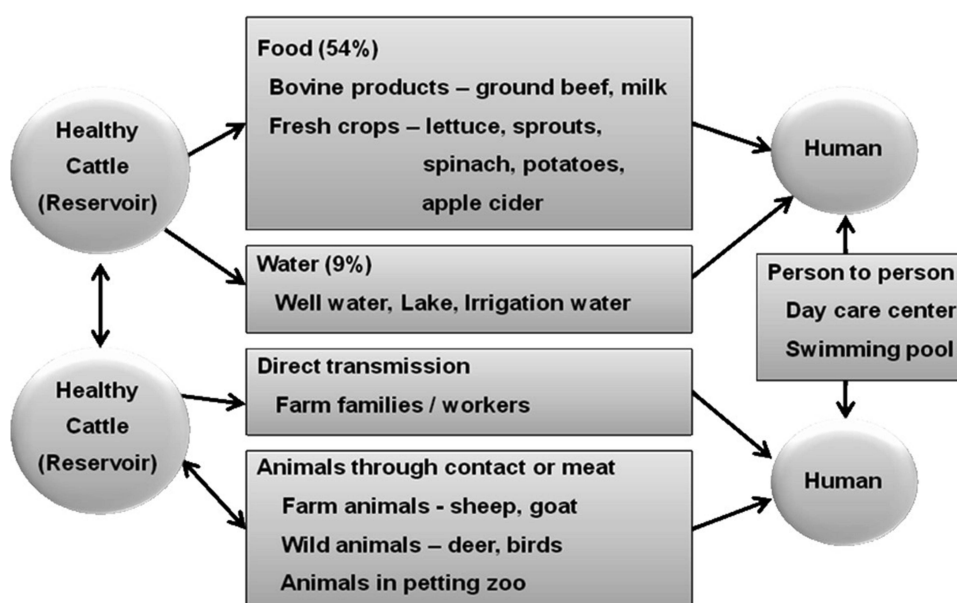 Healthy
Cattle
(Reservoir)
Food (54%)
Bovine products – ground beef, milk
Fresh crops – lettuce, sprouts,
spinach, potatoes,
apple cider
Human
Water (9%)
Well water, Lake, Irrigation water
Person to person
Day care center
Swimming pool
Healthy
Cattle
(Reservoir)
Direct transmission
Farm families / workers
Animals through contact or meat
Farm animals - sheep, goat
Wild animals – deer, birds
Animals in petting zoo
Human